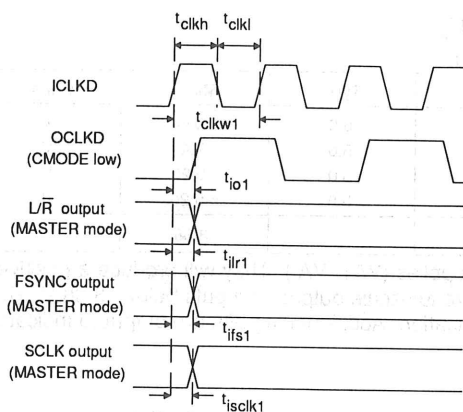 tclkh
tclkl
ICLKD
tclkw1
OCLKD
(CMODE low)
tio1
L/R̅ output
(MASTER mode)
tilr1
FSYNC output
(MASTER mode)
tifs1
SCLK output
(MASTER mode)
tisclk1